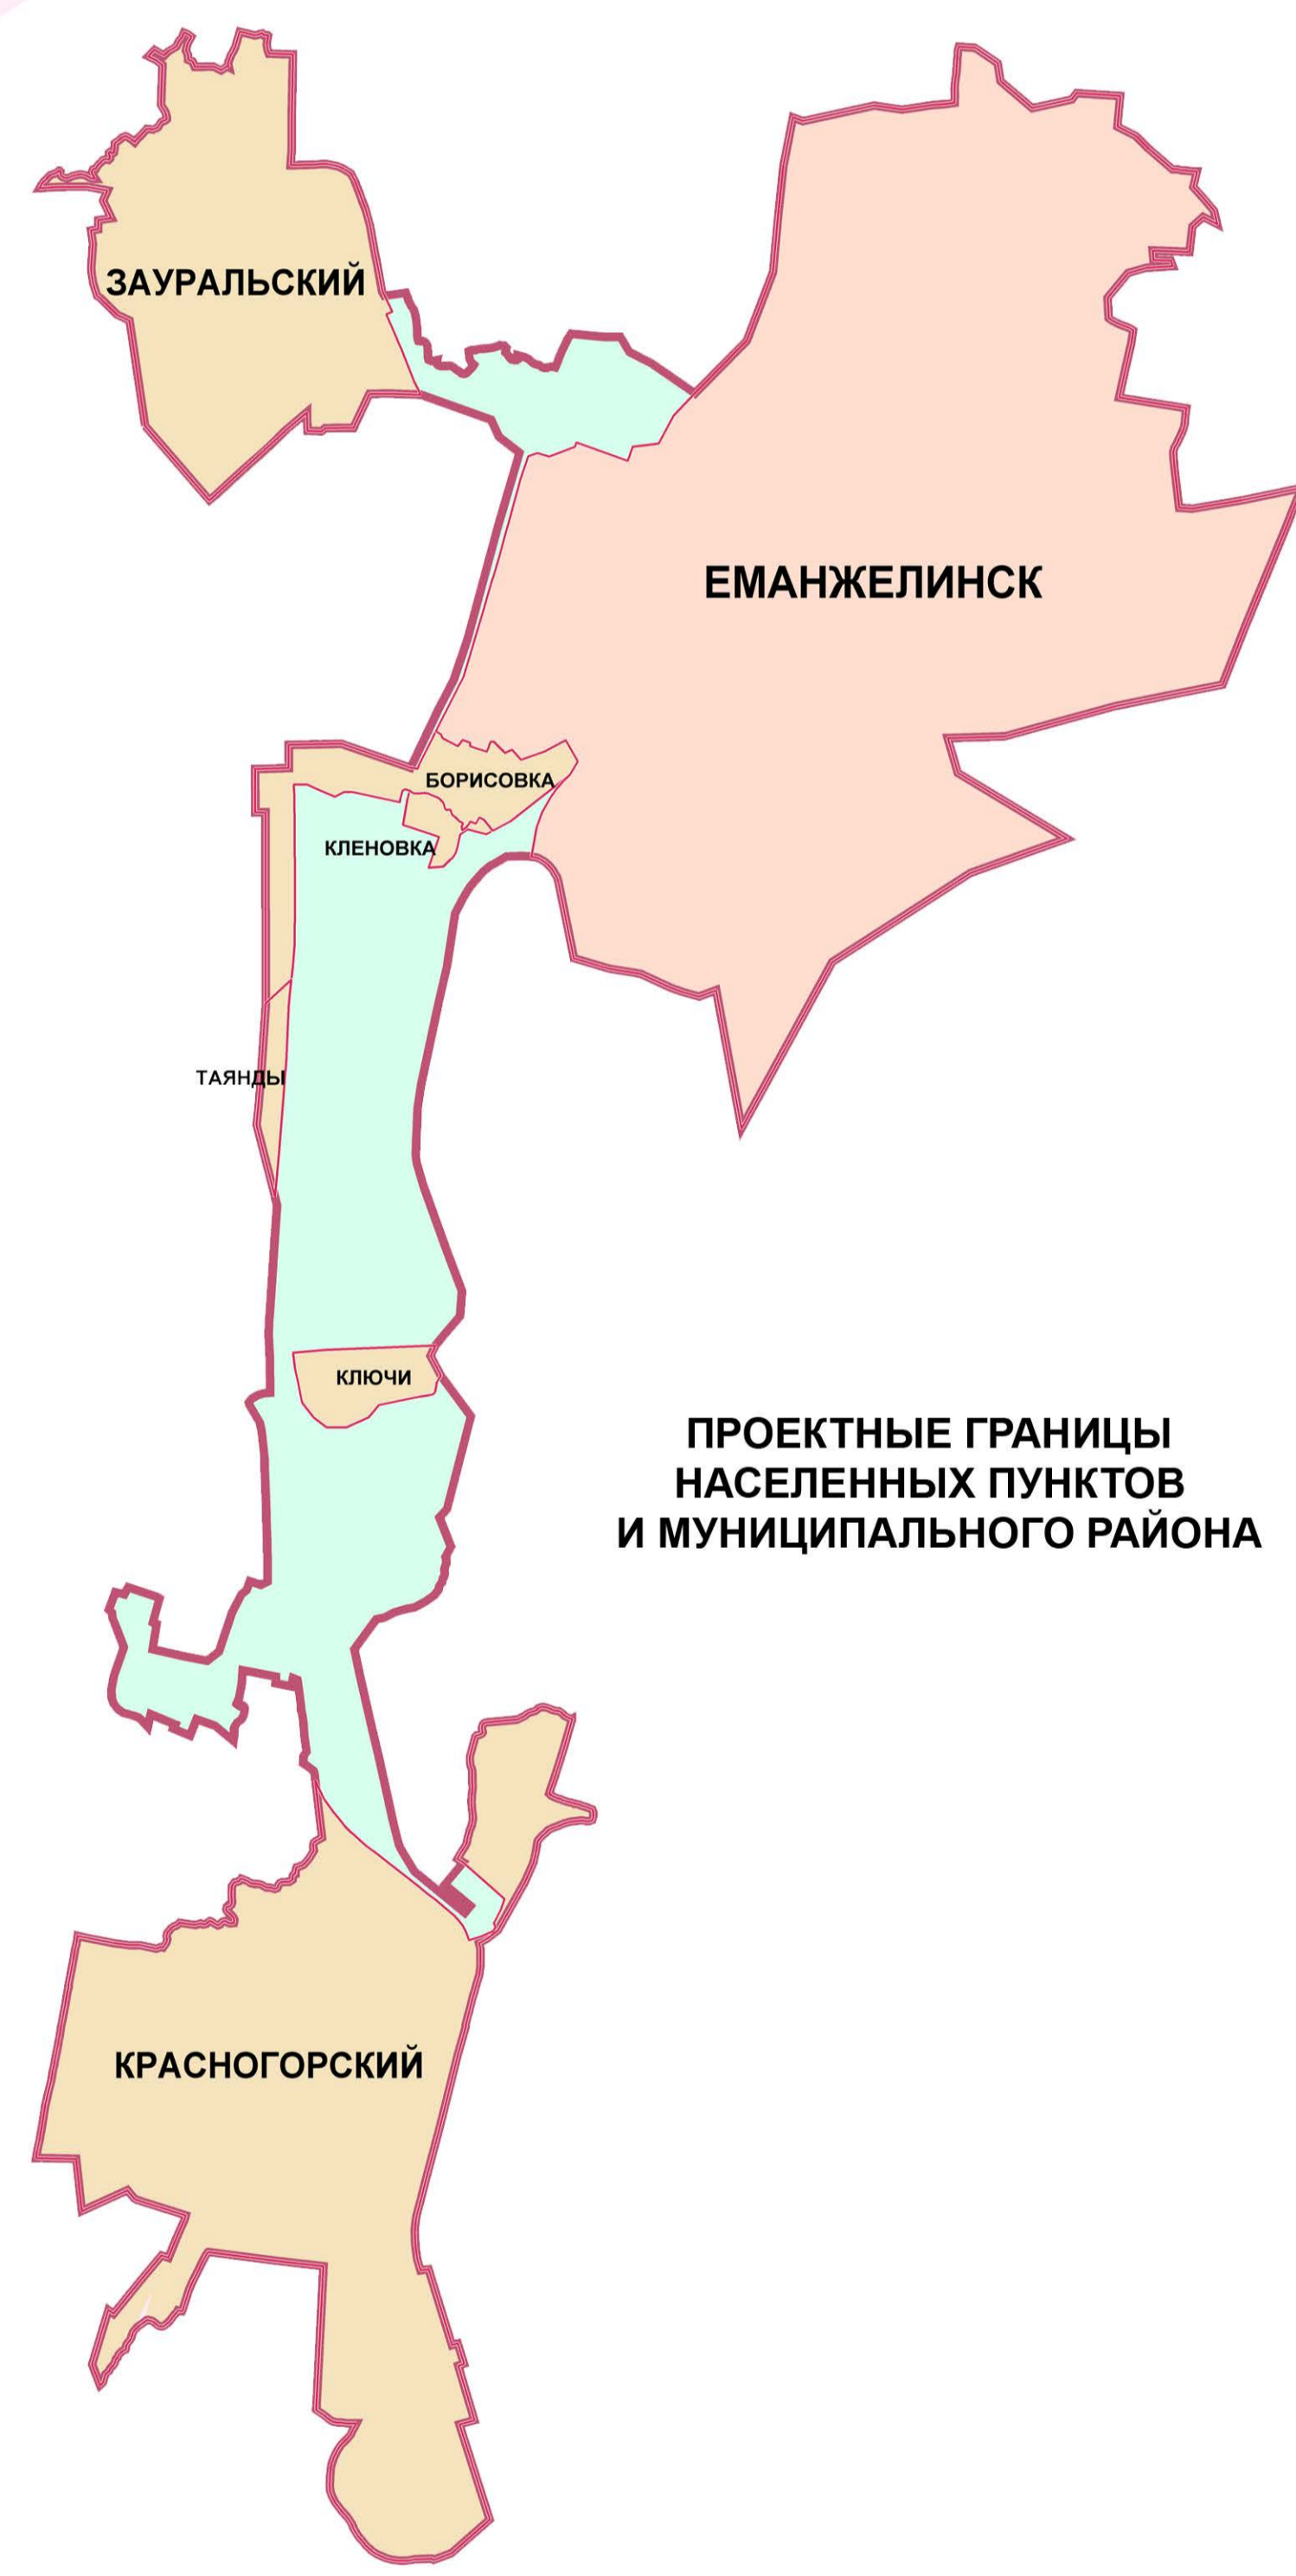 ЗАУРАЛЬСКИЙ
ЕМАНЖЕЛИНСК
БОРИСОВКА
КЛЕНОВКА
ТАЯНДЫ
КЛЮЧИ
ПРОЕКТНЫЕ ГРАНИЦЫ
НАСЕЛЕННЫХ ПУНКТОВ
И МУНИЦИПАЛЬНОГО РАЙОНА
КРАСНОГОРСКИЙ